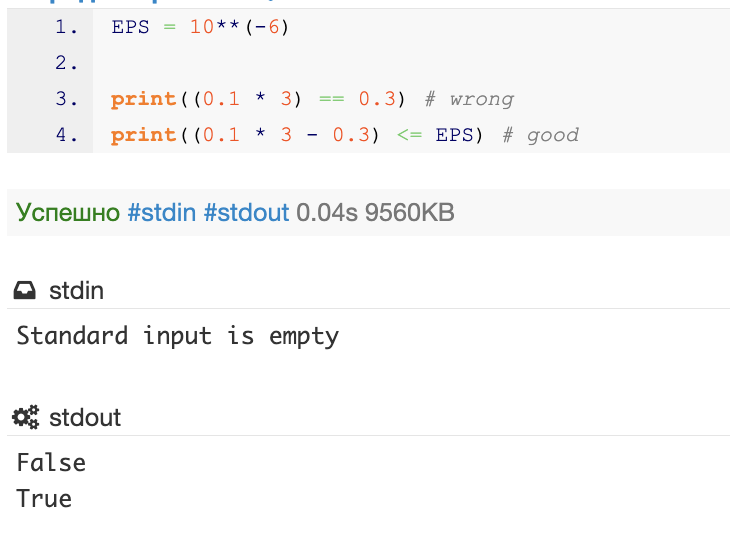 1. EPS = 10**(-6)
2.
3. print((0.1 * 3) == 0.3) # wrong
4. print((0.1 * 3 - 0.3) <= EPS) # good
Успешно #stdin #stdout 0.04s 9560KB
stdin
Standard input is empty
stdout
False
True